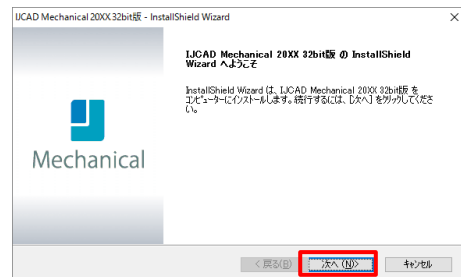 IJCAD Mechanical 20XX 32bit版 - InstallShield Wizard
IJCAD Mechanical 20XX 32bit版 の InstallShield
Wizard へようこそ
InstallShield Wizard は、IJCAD Mechanical 20XX 32bit版 を
コンピューターにインストールします。続行するには、[次へ] をクリックしてくださ
い。
Mechanical
< 戻る(B)
次へ(N)>
キャンセル